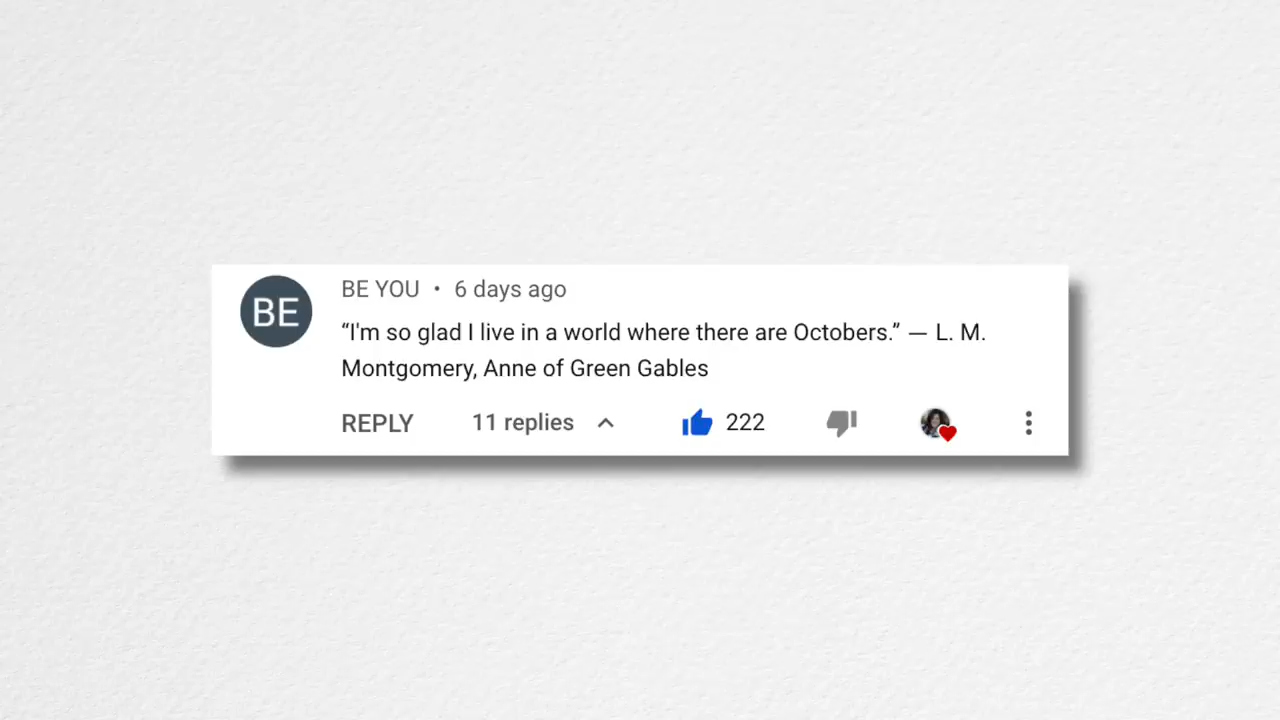 BE
BE YOU • 6 days ago
“I'm so glad I live in a world where there are Octobers.” — L. M.
Montgomery, Anne of Green Gables
REPLY 11 replies 222